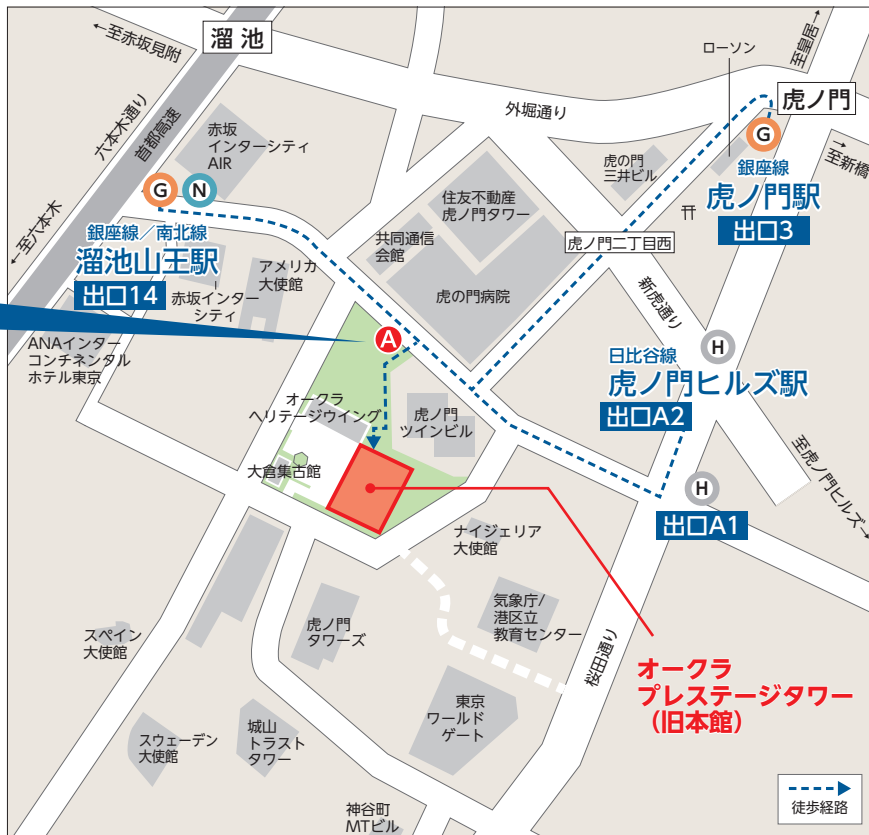 ←至赤坂見附
溜池
六本木通り
首都高速
←至六本木
赤坂
インターシティ
AIR
G
N
銀座線／南北線
溜池山王駅
出口14
赤坂インター
シティ
アメリカ
大使館
ANAインター
コンチネンタル
ホテル東京
外堀通り
ローソン
至皇居→
虎ノ門
G
→至新橋
銀座線
虎ノ門駅
出口3
虎の門
三井ビル
住友不動産
虎ノ門タワー
共同通信
会館
虎の門病院
虎ノ門二丁目西
新虎通り
A
H
日比谷線
虎ノ門ヒルズ駅
出口A2
H
出口A1
至虎ノ門ヒルズ→
オークラ
ヘリテージウイング
虎ノ門
ツインビル
大倉集古館
ナイジェリア
大使館
気象庁/
港区立
教育センター
桜田通り
虎ノ門
タワーズ
スペイン
大使館
スウェーデン
大使館
城山
トラスト
タワー
東京
ワールド
ゲート
神谷町
MTビル
オークラ
プレステージタワー
（旧本館）
徒歩経路